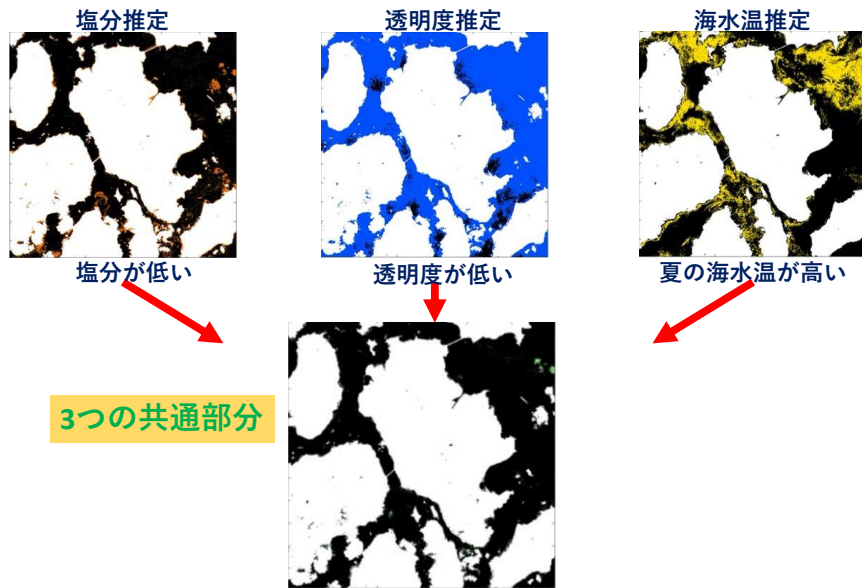 塩分推定
透明度推定
海水温推定
塩分が低い
透明度が低い
夏の海水温が高い
3つの共通部分